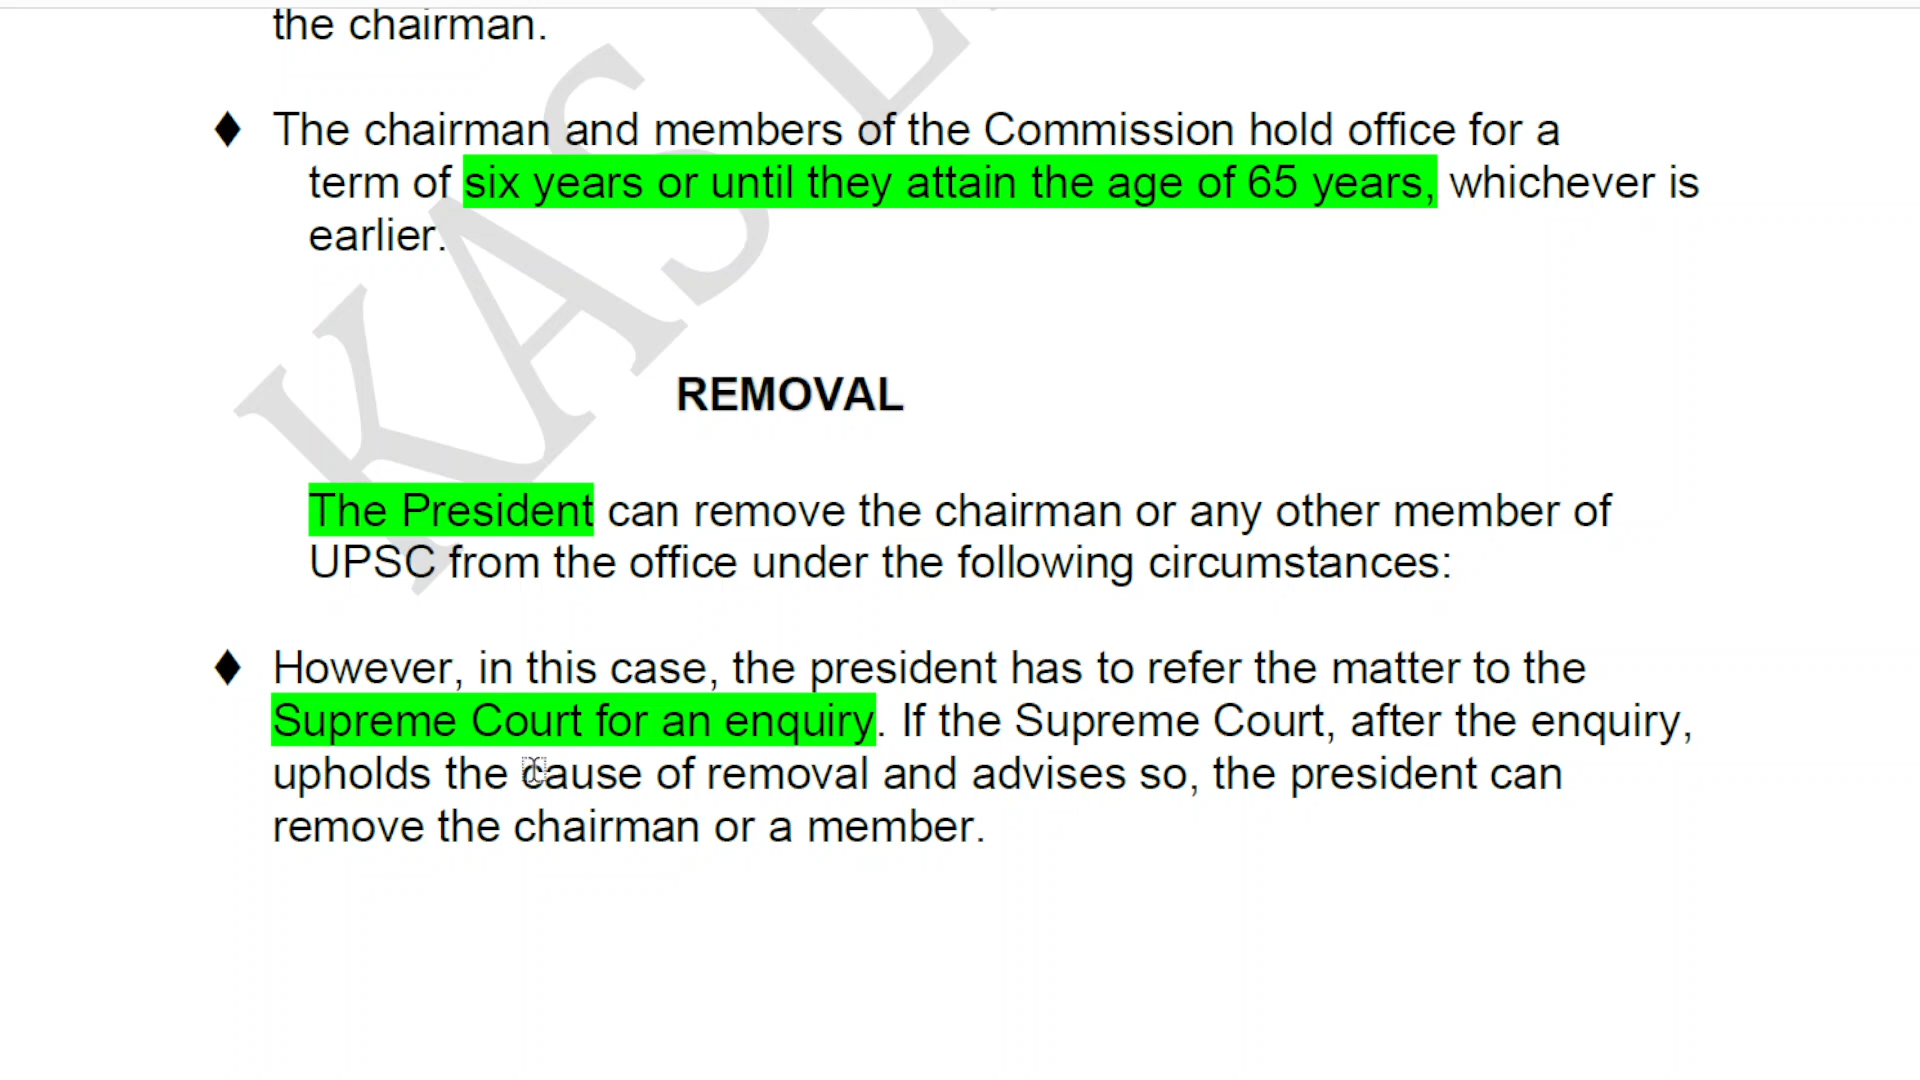 the chairman.
♦ The chairman and members of the Commission hold office for a
term of six years or until they attain the age of 65 years, whichever is
earlier.
REMOVAL
The President can remove the chairman or any other member of
UPSC from the office under the following circumstances:
♦ However, in this case, the president has to refer the matter to the
Supreme Court for an enquiry. If the Supreme Court, after the enquiry,
upholds the cause of removal and advises so, the president can
remove the chairman or a member.
KAS